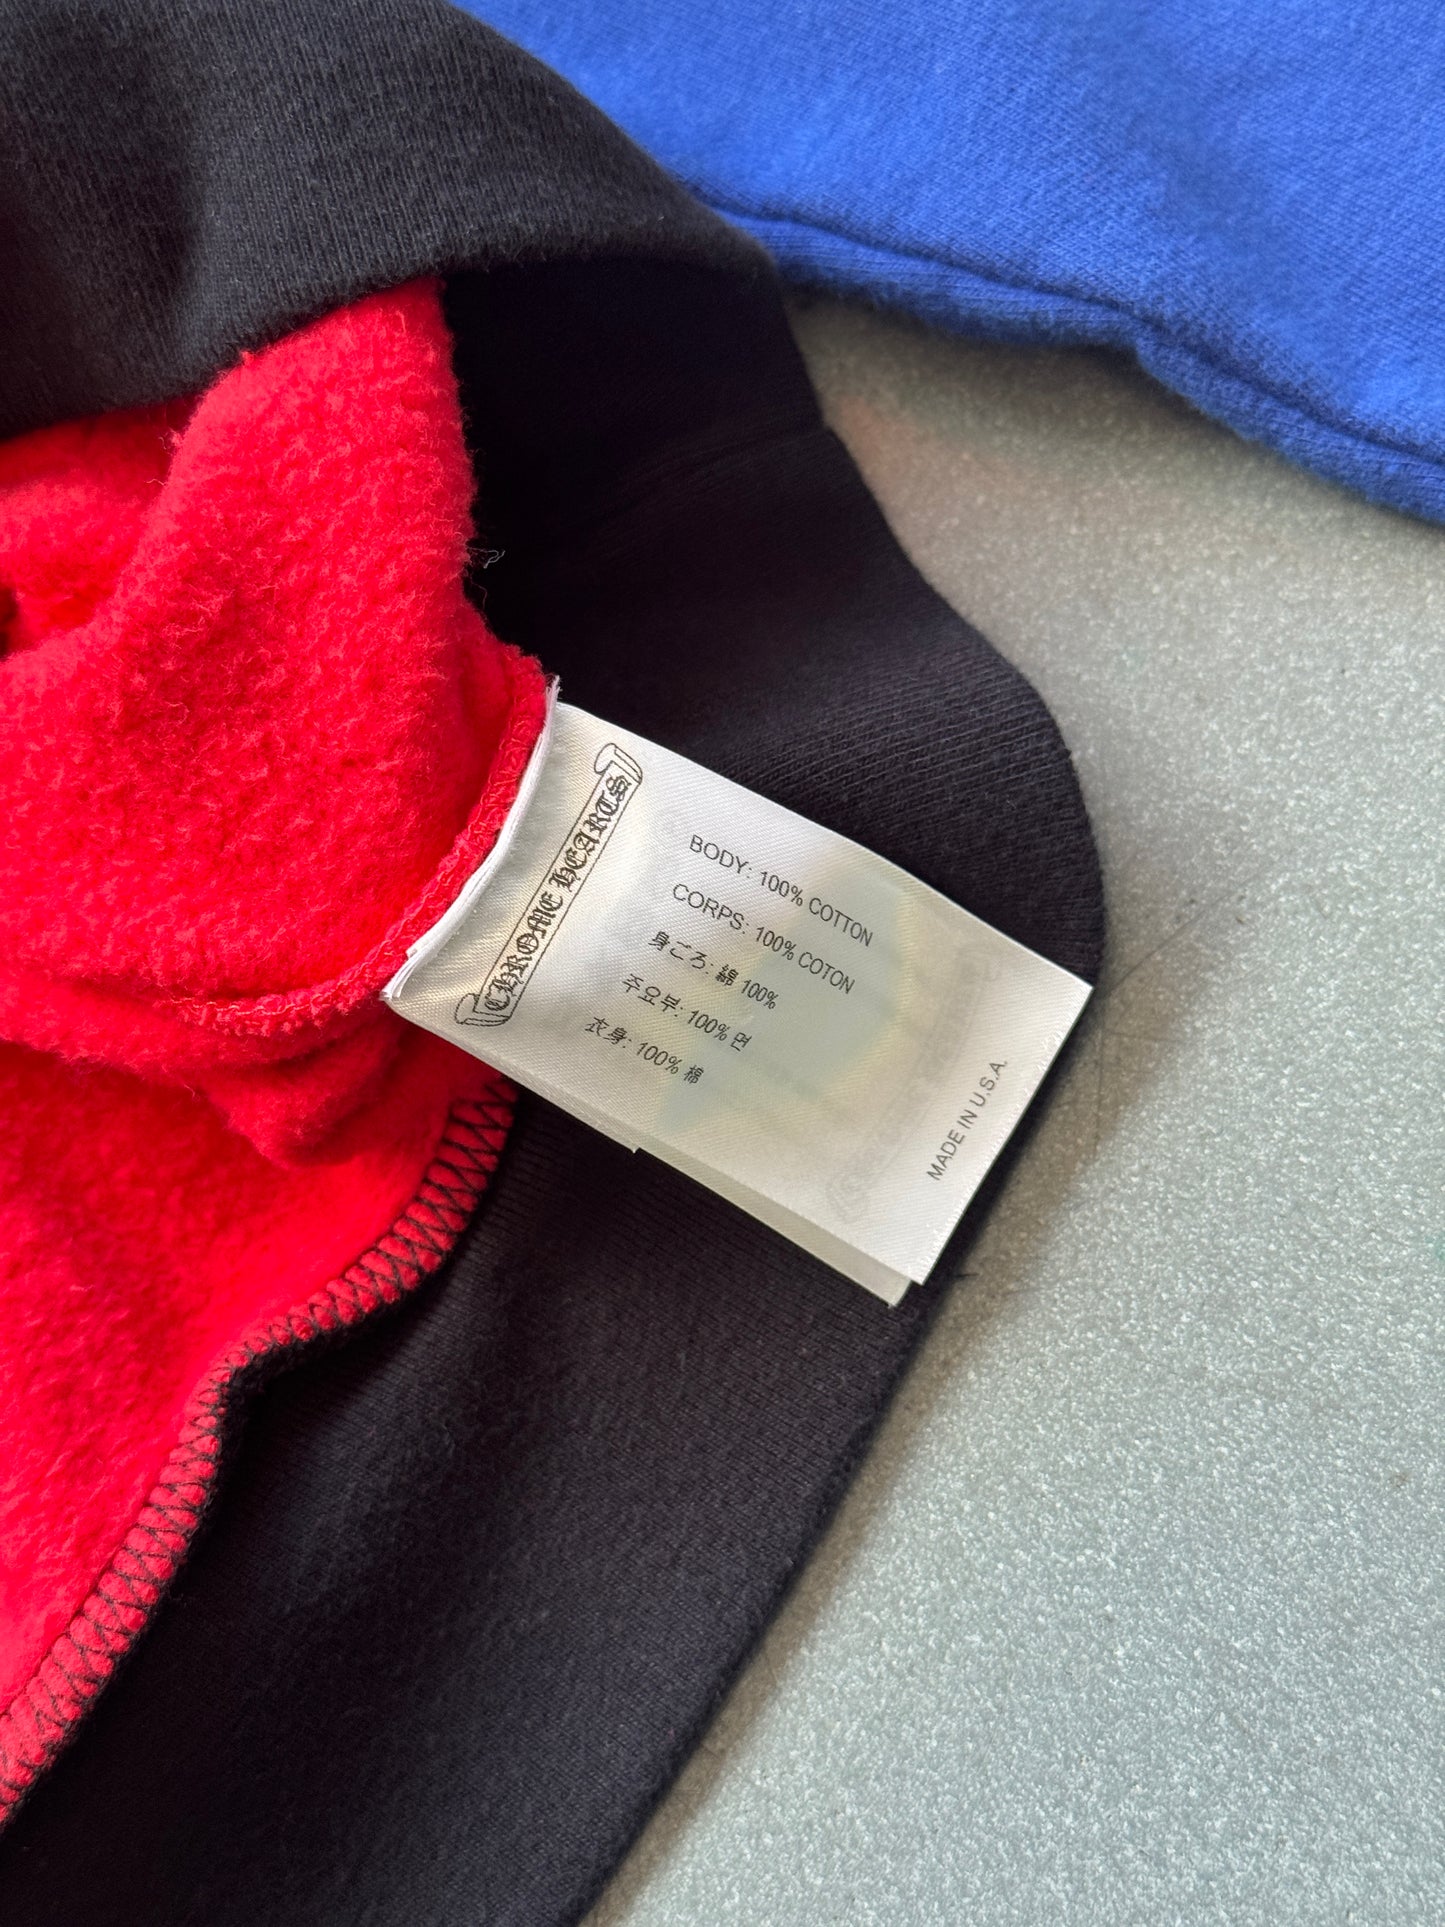 CHROME HEARTS
BODY: 100% COTTON
CORPS: 100% COTON
身ごろ: 綿 100%
주요부: 100% 면
衣身: 100% 棉
MADE IN U.S.A.